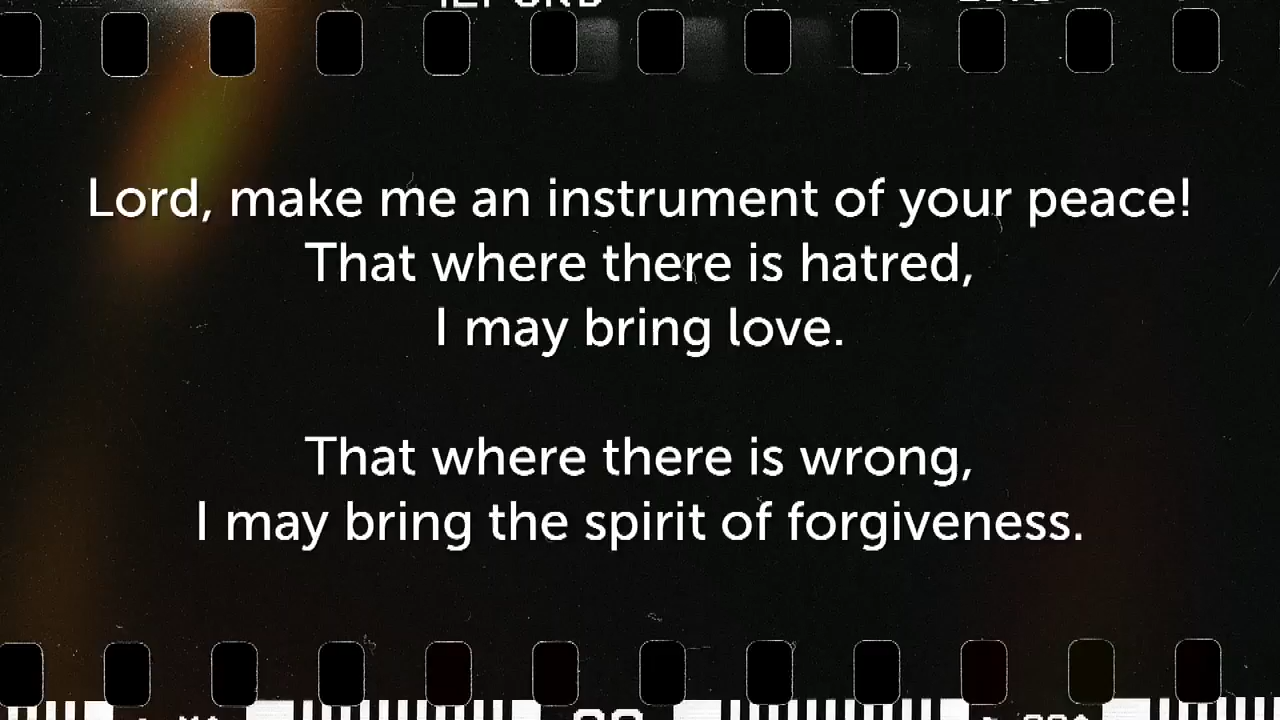 Lord, make me an instrument of your peace!
That where there is hatred,
I may bring love.
That where there is wrong,
I may bring the spirit of forgiveness.